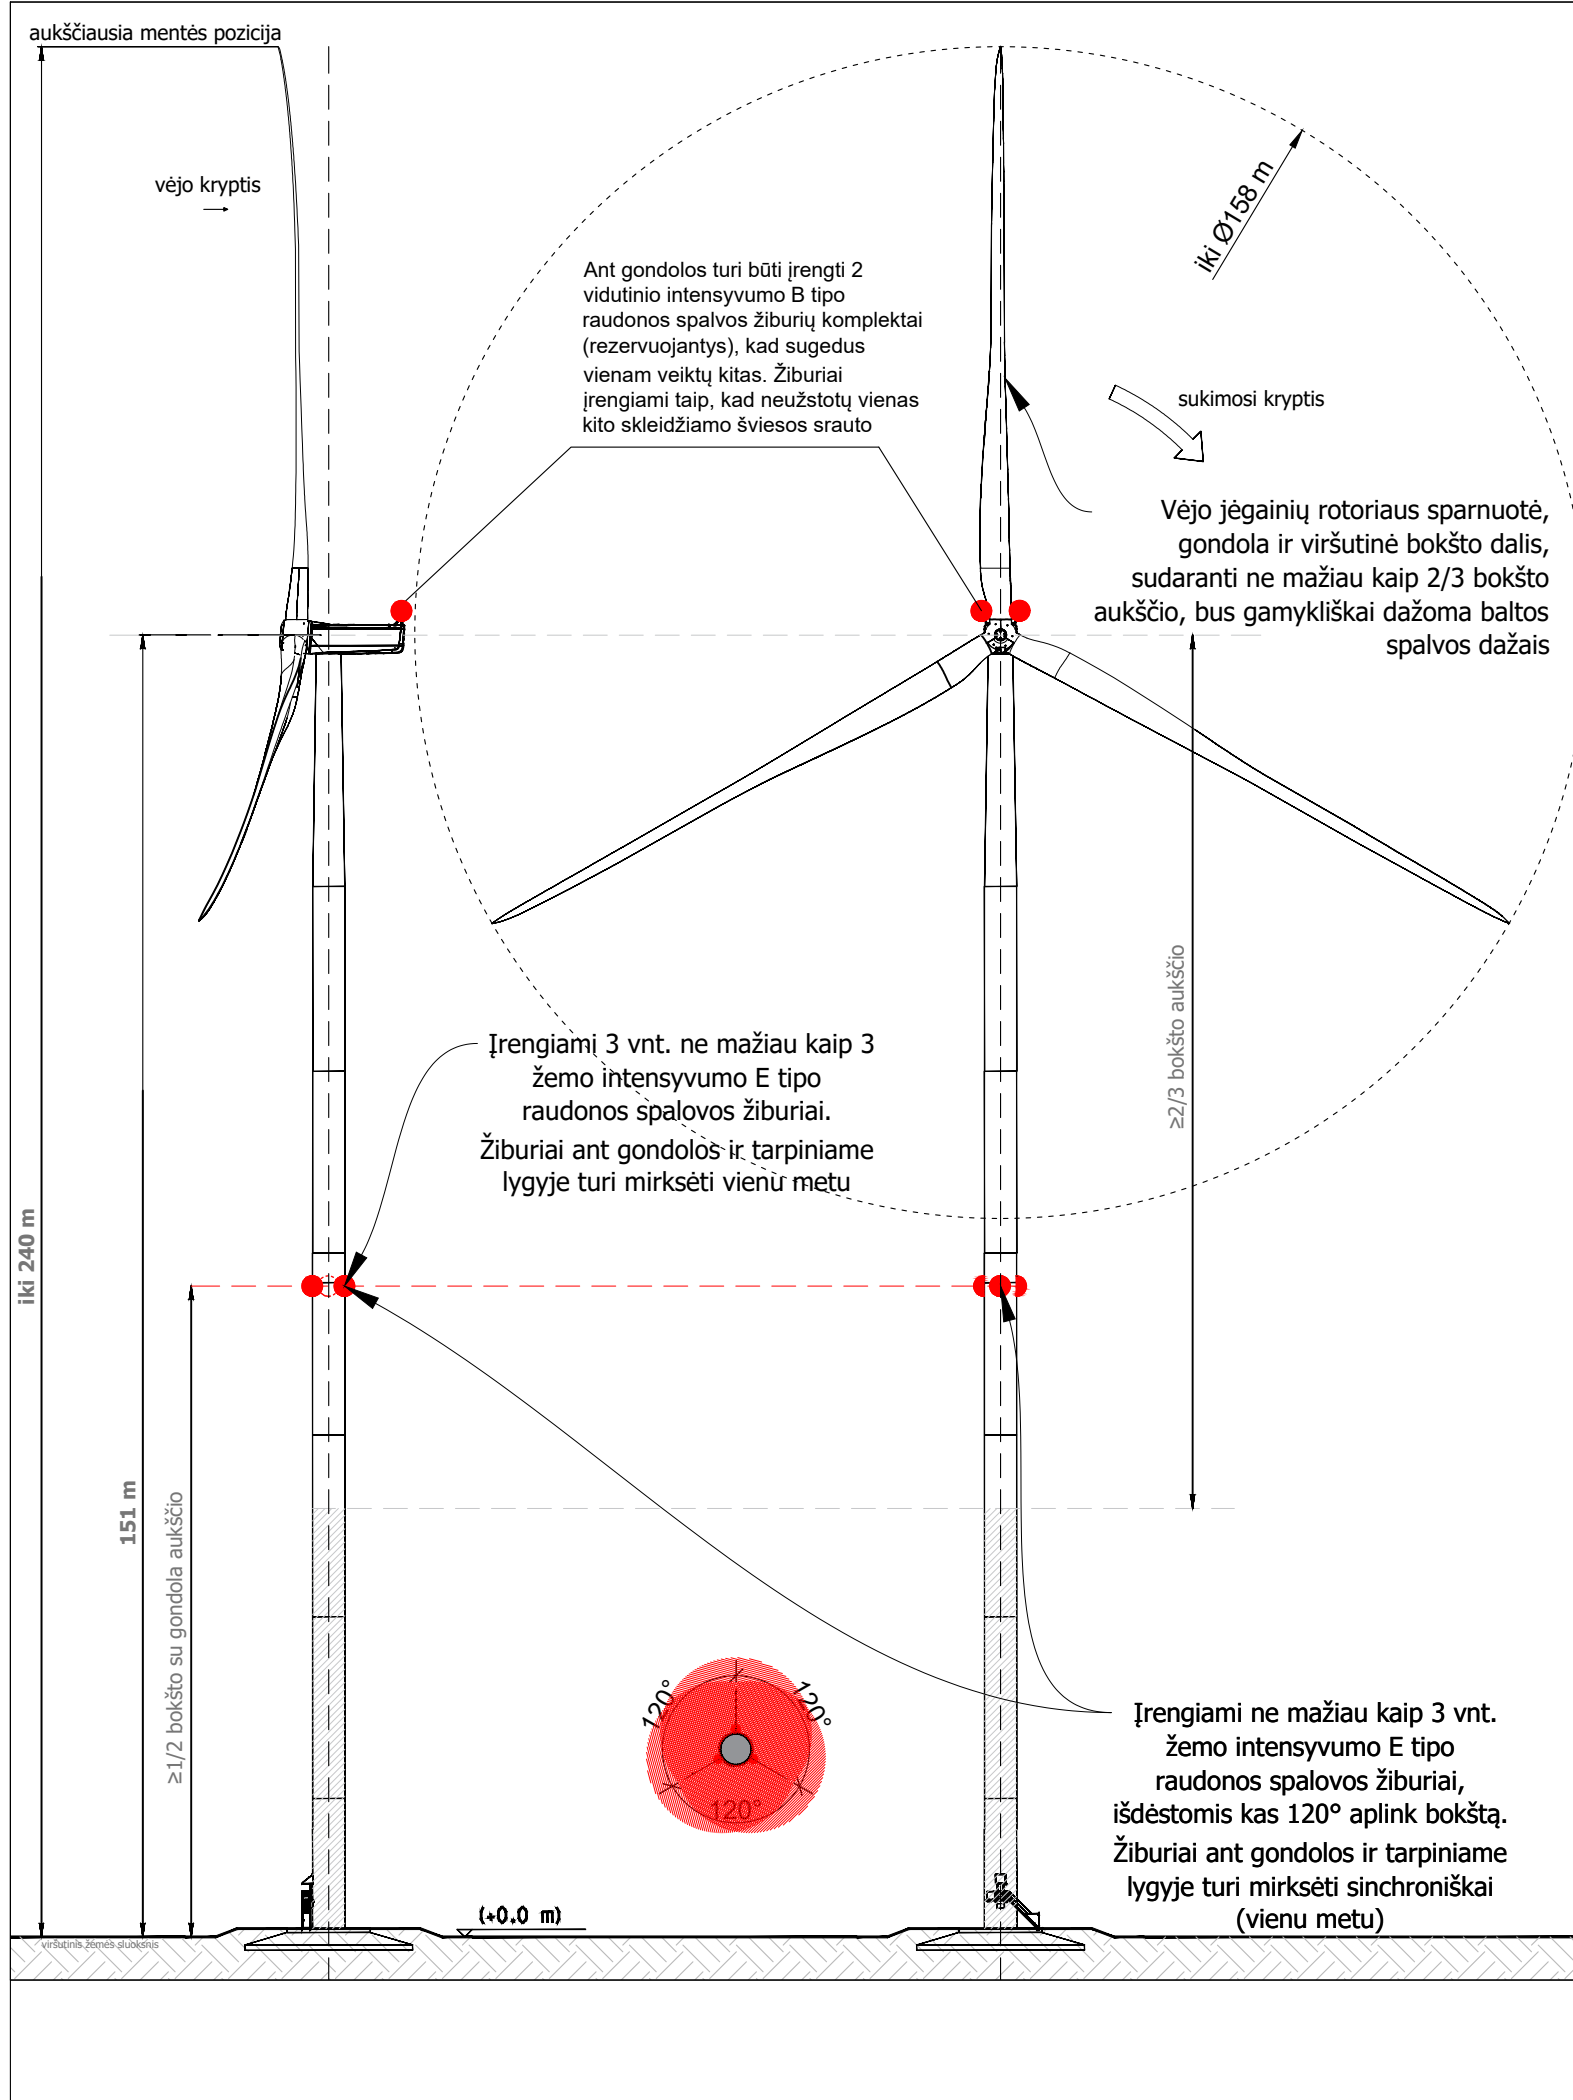 aukščiausia mentės pozicija
vėjo kryptis
iki Ø158 m
Ant gondolos turi būti įrengti 2
vidutinio intensyvumo B tipo
raudonos spalvos žiburių komplektai
(rezervuojantys), kad sugedus
vienam veiktų kitas. Žiburiai
įrengiami taip, kad neužstotų vienas
kito skleidžiamo šviesos srauto
sukimosi kryptis
Vėjo jėgainių rotoriaus sparnuotė,
gondola ir viršutinė bokšto dalis,
sudaranti ne mažiau kaip 2/3 bokšto
aukščio, bus gamykliškai dažoma baltos
spalvos dažais
≥2/3 bokšto aukščio
Įrengiami 3 vnt. ne mažiau kaip 3
žemo intensyvumo E tipo
raudonos spalovos žiburiai.
Žiburiai ant gondolos ir tarpiniame
lygyje turi mirksėti vienu metu
iki 240 m
151 m
≥1/2 bokšto su gondola aukščio
120°
120°
120°
Įrengiami ne mažiau kaip 3 vnt.
žemo intensyvumo E tipo
raudonos spalovos žiburiai,
išdėstomis kas 120° aplink bokštą.
Žiburiai ant gondolos ir tarpiniame
lygyje turi mirksėti sinchroniškai
(vienu metu)
(+0.0 m)
viršutinis žemės sluoksnis